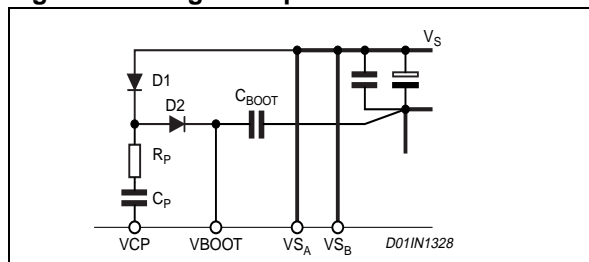 V_S
D1
D2
C_BOOT
R_P
C_P
VCP VBOOT VS_A VS_B D01IN1328